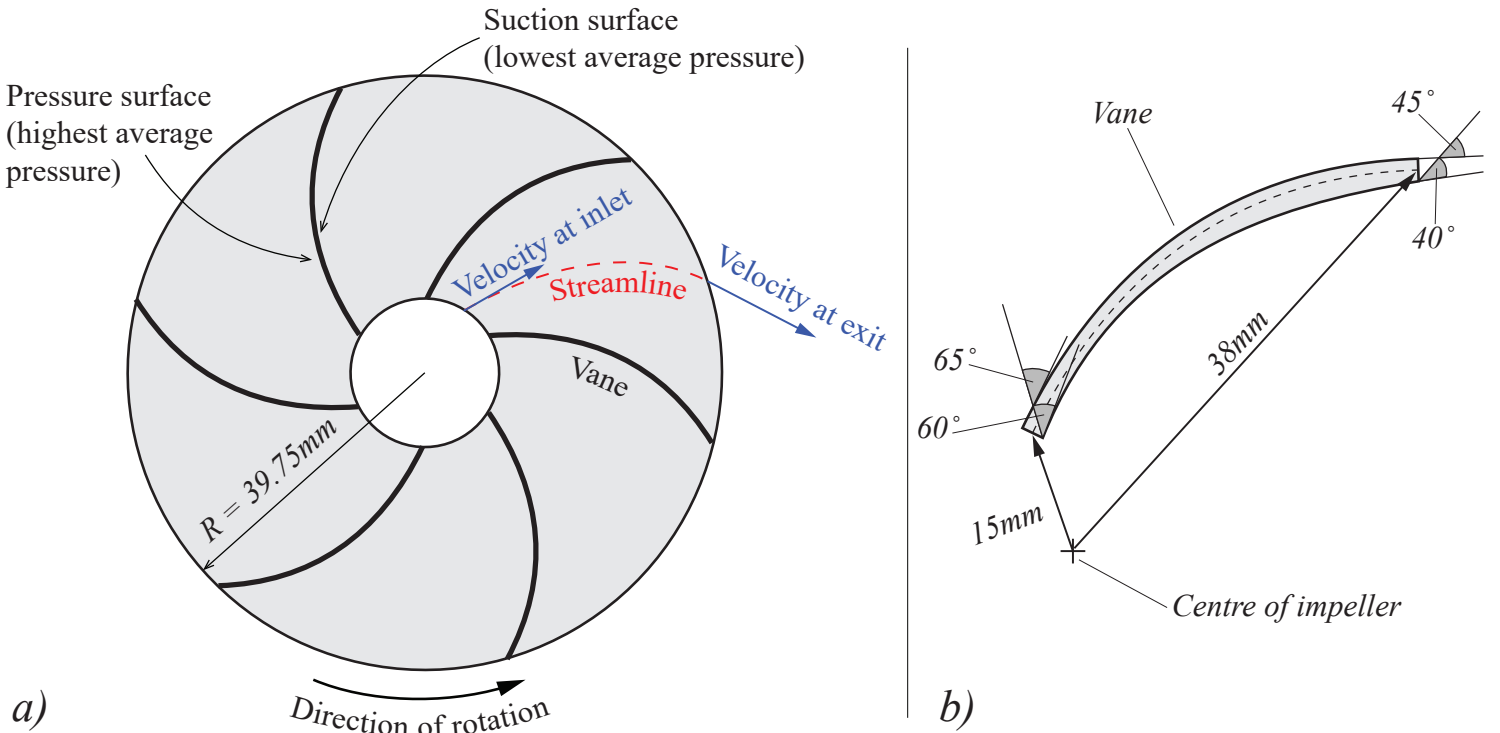 Suction surface
(lowest average pressure)
Pressure surface
(highest average
pressure)
Velocity at inlet
Streamline
Velocity at exit
Vane
R = 39.75mm
Direction of rotation
a)
Vane
45°
40°
38mm
65°
60°
15mm
Centre of impeller
b)